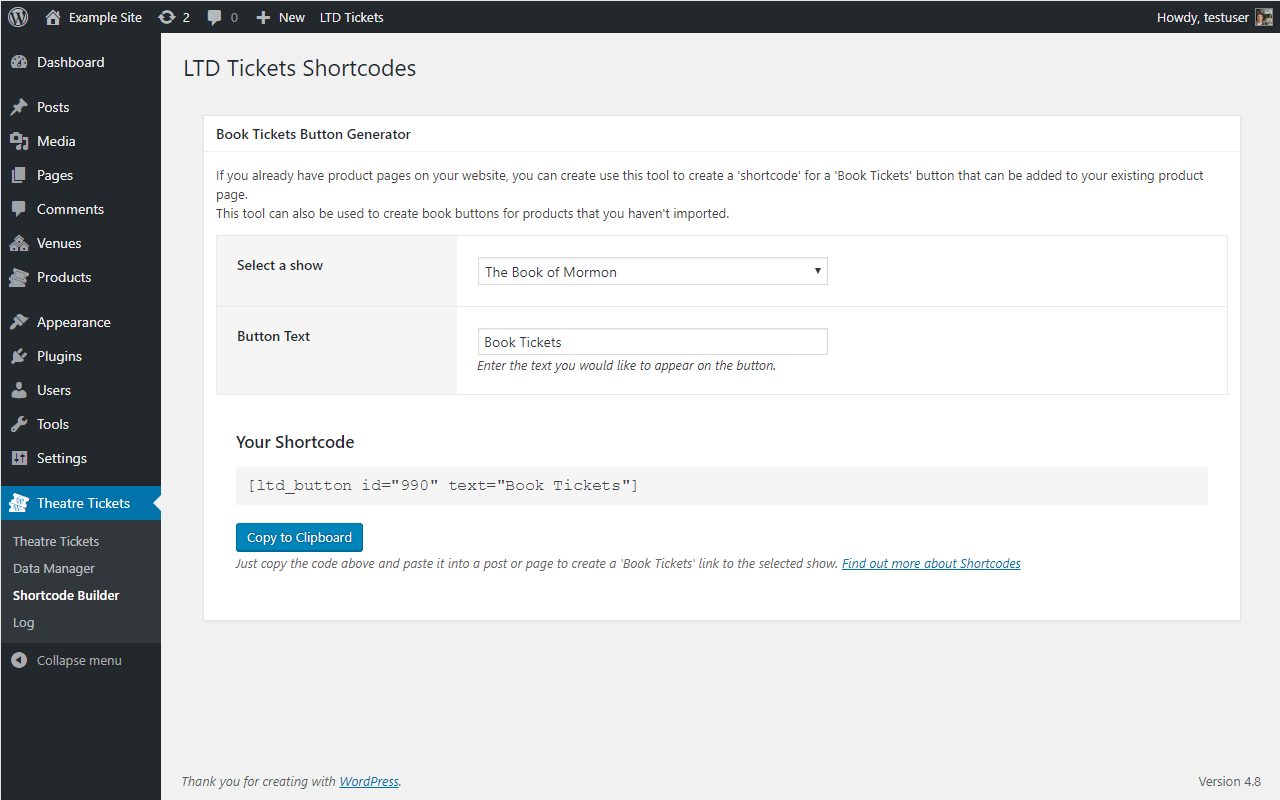 Example Site 2 0 New LTD Tickets Howdy, testuser
Dashboard
Posts
Media
Pages
Comments
Venues
Products
Appearance
Plugins
Users
Tools
Settings
Theatre Tickets
Theatre Tickets
Data Manager
Shortcode Builder
Log
Collapse menu
LTD Tickets Shortcodes
Book Tickets Button Generator
If you already have product pages on your website, you can create use this tool to create a 'shortcode' for a 'Book Tickets' button that can be added to your existing product
page.
This tool can also be used to create book buttons for products that you haven't imported.
Select a show
The Book of Mormon
Button Text
Book Tickets
Enter the text you would like to appear on the button.
Your Shortcode
[ltd_button id="990" text="Book Tickets"]
Copy to Clipboard
Just copy the code above and paste it into a post or page to create a 'Book Tickets' link to the selected show. Find out more about Shortcodes
Thank you for creating with WordPress.
Version 4.8